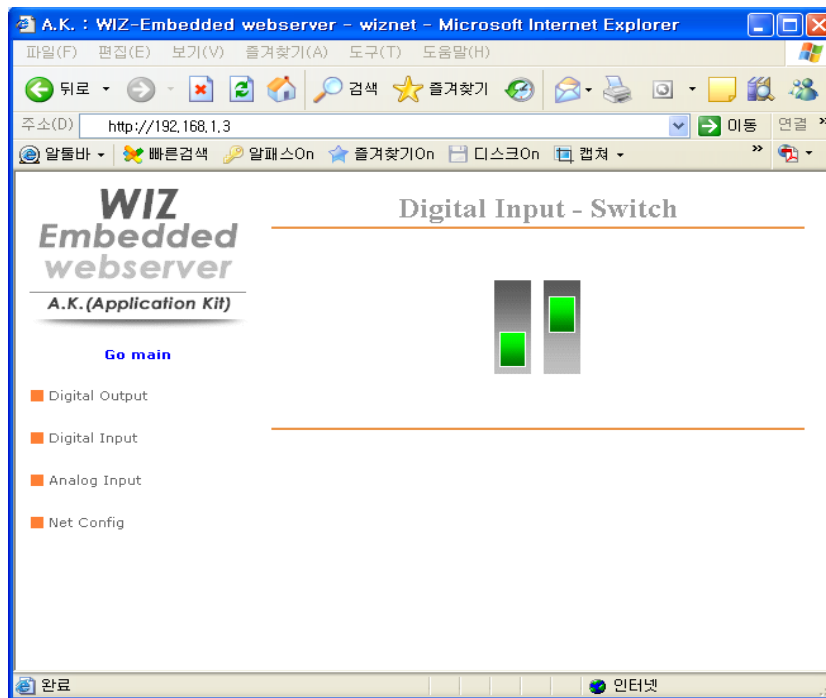 A.K. : WIZ-Embedded webserver - wiznet - Microsoft Internet Explorer
파일(F) 편집(E) 보기(V) 즐겨찾기(A) 도구(T) 도움말(H)
뒤로 검색 즐겨찾기
주소(D) http://192.168.1.3 이동 연결 »
알툴바 빠른검색 알패스On 즐겨찾기On 디스크On 캡쳐 »
WIZ
Embedded
webserver
A.K.(Application Kit)
Go main
Digital Output
Digital Input
Analog Input
Net Config
Digital Input - Switch
완료 인터넷